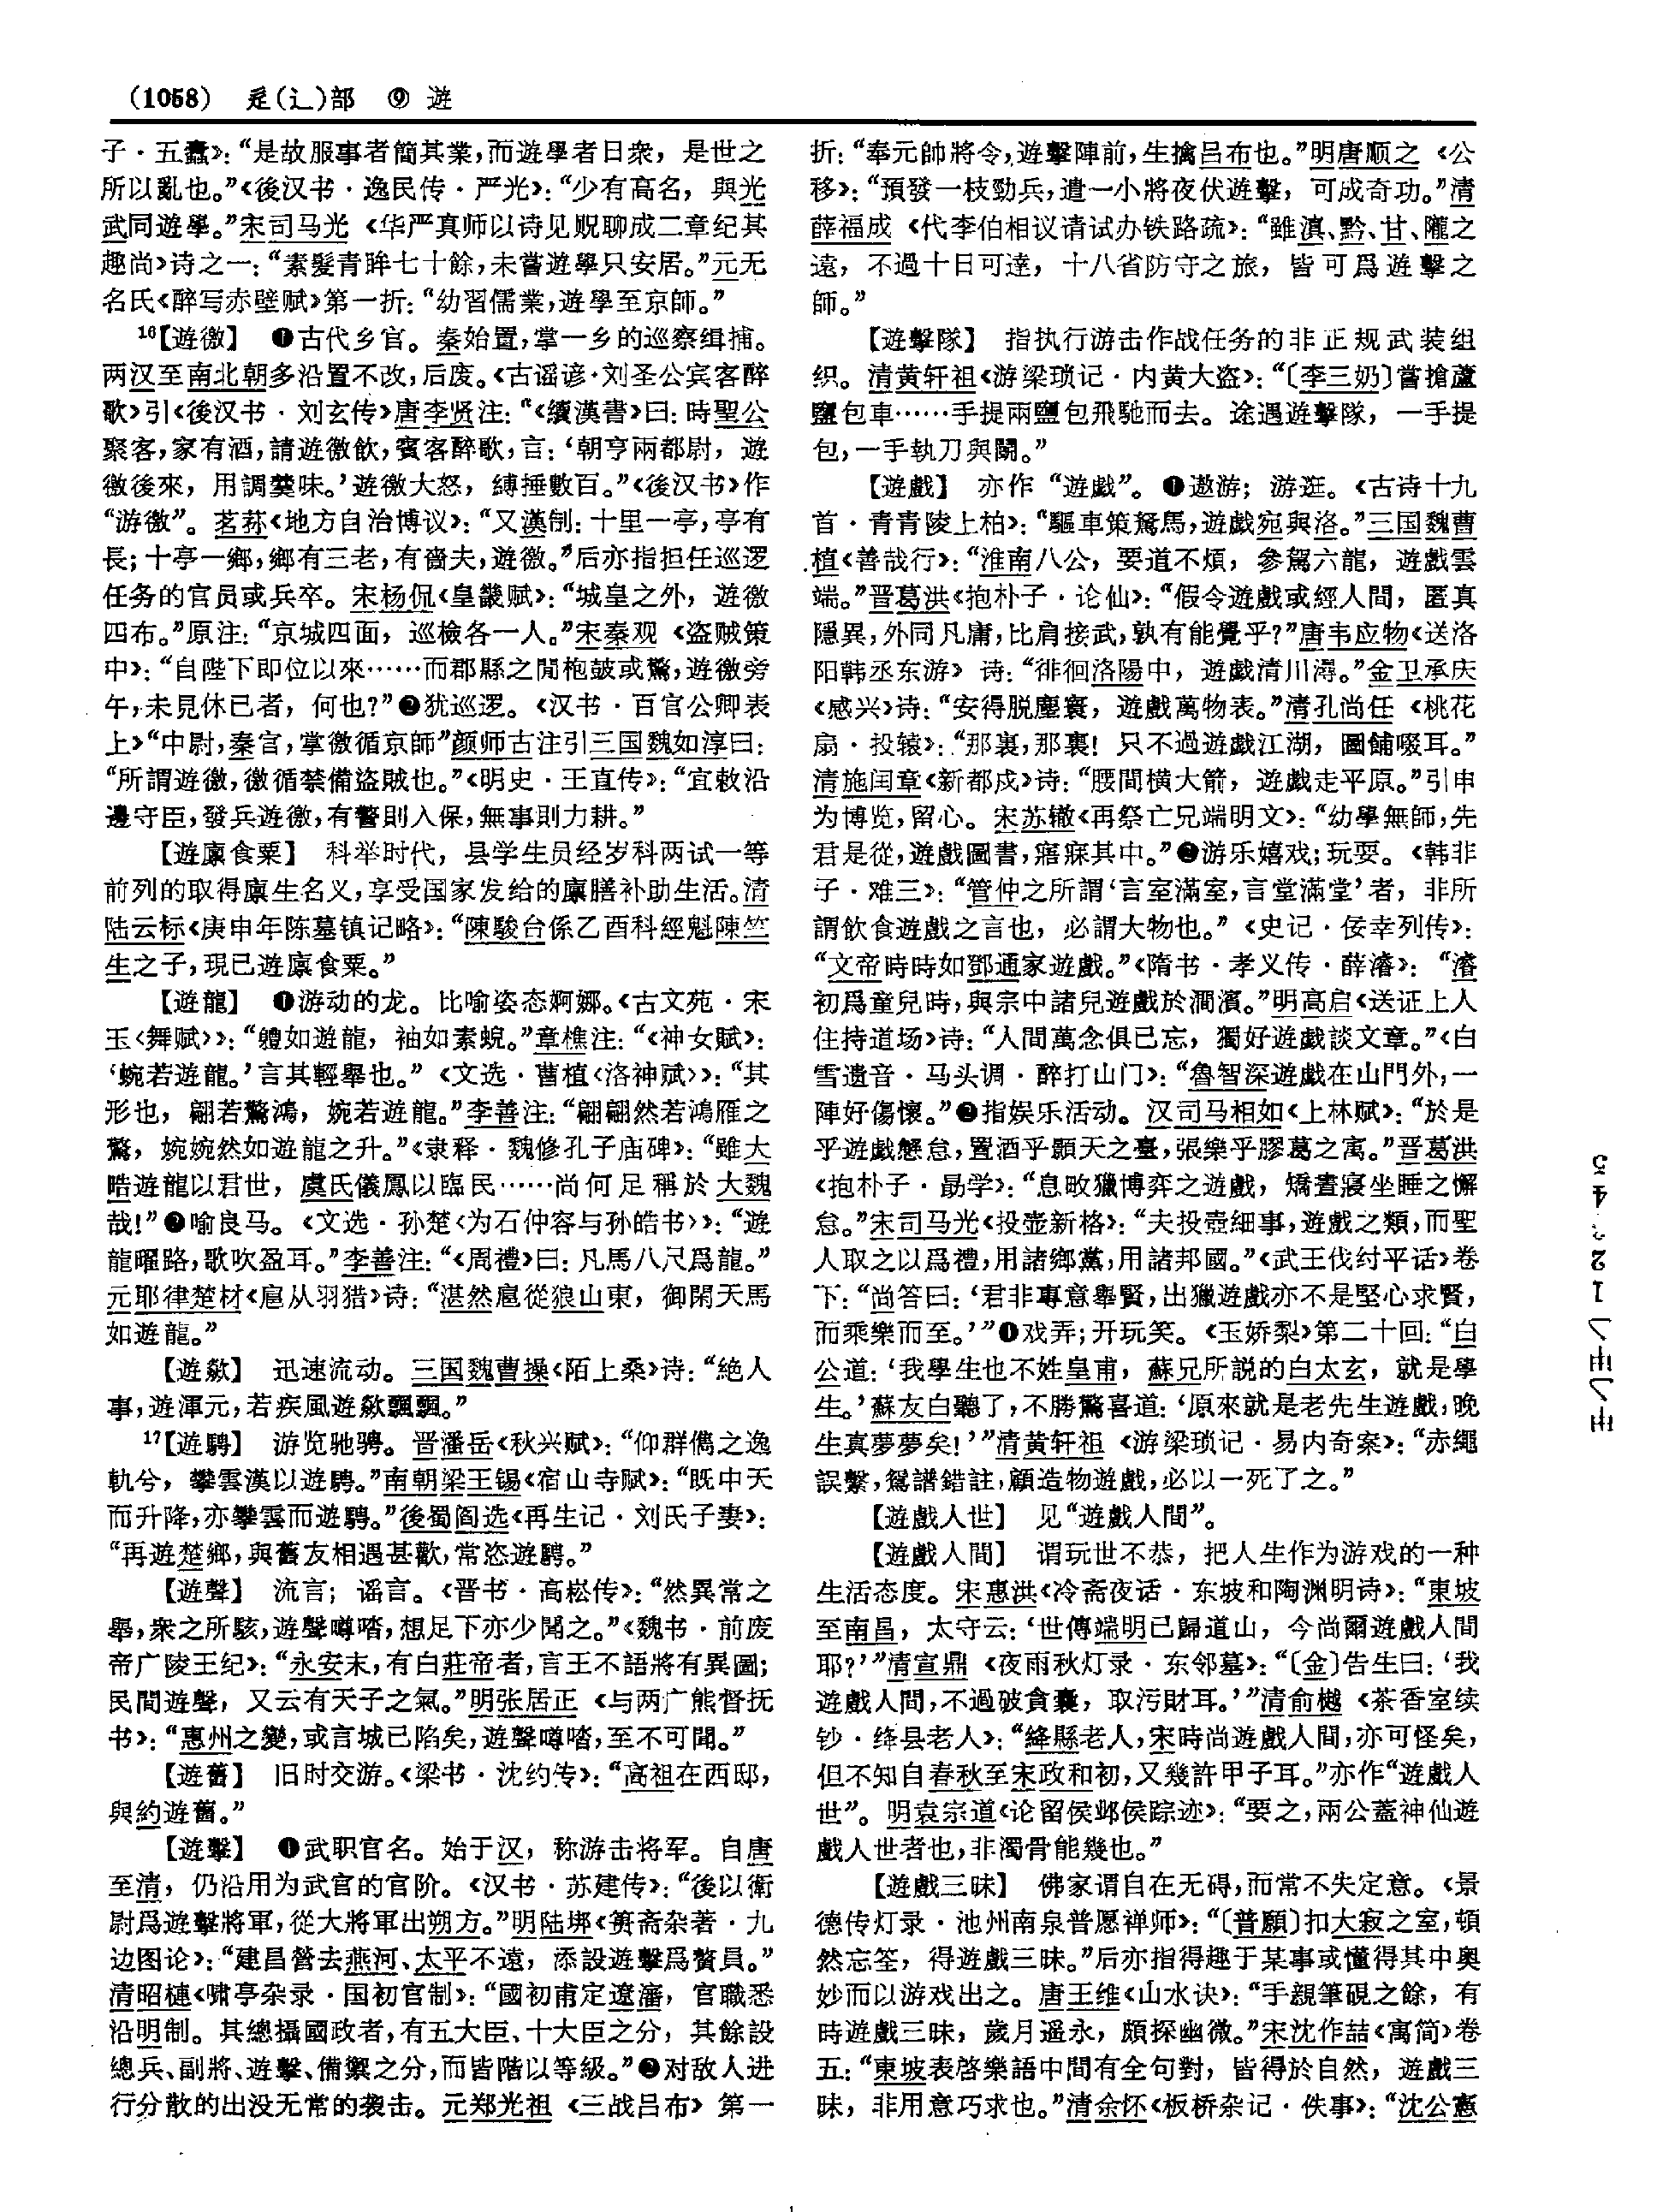 (1058) 辵(辶)部 ⑨ 遊
子·五蠹》：“是故服事者簡其業，而遊學者日衆，是世之
所以亂也。”《後汉书·逸民传·严光》：“少有高名，與光
武同遊學。”宋司马光《华严真师以诗见贶聊成二章纪其
趣尚》诗之一：“素髮青眸七十餘，未嘗遊學只安居。”元无
名氏《醉写赤壁赋》第一折：“幼習儒業，遊學至京師。”
16【遊徼】 ❶古代乡官。秦始置，掌一乡的巡察缉捕。
两汉至南北朝多沿置不改，后废。《古谣谚·刘圣公宾客醉
歌》引《後汉书·刘玄传》唐李贤注：“《續漢書》曰：時聖公
聚客，家有酒，請遊徼飲，賓客醉歌，言：‘朝亨兩都尉，遊
徼後來，用調羹味。’遊徼大怒，縛捶數百。”《後汉书》作
“游徼”。茗荪《地方自治博议》：“又漢制：十里一亭，亭有
長；十亭一鄉，鄉有三老，有嗇夫，遊徼。”后亦指担任巡逻
任务的官员或兵卒。宋杨侃《皇畿赋》：“城皇之外，遊徼
四布。”原注：“京城四面，巡檢各一人。”宋秦观《盗贼策
中》：“自陛下即位以來……而郡縣之閒枹鼓或驚，遊徼旁
午，未見休已者，何也？”❷犹巡逻。《汉书·百官公卿表
上》“中尉，秦官，掌徼循京師”颜师古注引三国魏如淳曰：
“所謂遊徼，徼循禁備盜賊也。”《明史·王直传》：“宜敕沿
邊守臣，發兵遊徼，有警則入保，無事則力耕。”
【遊廩食粟】 科举时代，县学生员经岁科两试一等
前列的取得廪生名义，享受国家发给的廪膳补助生活。清
陆云标《庚申年陈墓镇记略》：“陳駿台係乙酉科經魁陳竺
生之子，現已遊廩食粟。”
【遊龍】 ❶游动的龙。比喻姿态婀娜。《古文苑·宋
玉〈舞赋〉》：“體如遊龍，袖如素蜺。”章樵注：“《神女賦》：
‘蜿若遊龍。’言其輕舉也。”《文选·曹植〈洛神赋〉》：“其
形也，翩若驚鴻，婉若遊龍。”李善注：“翩翩然若鴻雁之
驚，婉婉然如遊龍之升。”《隶释·魏修孔子庙碑》：“雖大
皓遊龍以君世，虞氏儀鳳以臨民……尚何足稱於大魏
哉！”❷喻良马。《文选·孙楚〈为石仲容与孙皓书〉》：“遊
龍曜路，歌吹盈耳。”李善注：“《周禮》曰：凡馬八尺爲龍。”
元耶律楚材《扈从羽猎》诗：“湛然扈從狼山東，御閑天馬
如遊龍。”
【遊欻】 迅速流动。三国魏曹操《陌上桑》诗：“絶人
事，遊渾元，若疾風遊欻飄飄。”
17【遊騁】 游览驰骋。晋潘岳《秋兴赋》：“仰群儁之逸
軌兮，攀雲漢以遊騁。”南朝梁王锡《宿山寺赋》：“既中天
而升降，亦攀雲而遊騁。”後蜀阎选《再生记·刘氏子妻》：
“再遊楚鄉，與舊友相遇甚歡，常恣遊騁。”
【遊聲】 流言；谣言。《晋书·高崧传》：“然異常之
舉，衆之所駭，遊聲噂喈，想足下亦少聞之。”《魏书·前废
帝广陵王纪》：“永安末，有白莊帝者，言王不語將有異圖；
民間遊聲，又云有天子之氣。”明张居正《与两广熊督抚
书》：“惠州之變，或言城已陷矣，遊聲噂喈，至不可聞。”
【遊舊】 旧时交游。《梁书·沈约传》：“高祖在西邸，
與約遊舊。”
【遊擊】 ❶武职官名。始于汉，称游击将军。自唐
至清，仍沿用为武官的官阶。《汉书·苏建传》：“後以衛
尉爲遊擊將軍，從大將軍出朔方。”明陆垹《篑斋杂著·九
边图论》：“建昌營去燕河、太平不遠，添設遊擊爲贅員。”
清昭梿《啸亭杂录·国初官制》：“國初甫定遼瀋，官職悉
沿明制。其總攝國政者，有五大臣、十大臣之分，其餘設
總兵、副將、遊擊、備禦之分，而皆階以等級。”❷对敌人进
行分散的出没无常的袭击。元郑光祖《三战吕布》第一
折：“奉元帥將令，遊擊陣前，生擒吕布也。”明唐顺之《公
移》：“預發一枝勁兵，遣一小將夜伏遊擊，可成奇功。”清
薛福成《代李伯相议请试办铁路疏》：“雖滇、黔、甘、隴之
遠，不過十日可達，十八省防守之旅，皆可爲遊擊之
師。”
【遊擊隊】 指执行游击作战任务的非正规武装组
织。清黄轩祖《游梁琐记·内黄大盗》：“〔李三奶〕嘗搶蘆
鹽包車……手提兩鹽包飛馳而去。途遇遊擊隊，一手提
包，一手執刀與鬭。”
【遊戲】 亦作“遊戯”。❶遨游；游逛。《古诗十九
首·青青陵上柏》：“驅車策駑馬，遊戲宛與洛。”三国魏曹
植《善哉行》：“淮南八公，要道不煩，參駕六龍，遊戲雲
端。”晋葛洪《抱朴子·论仙》：“假令遊戲或經人間，匿真
隱異，外同凡庸，比肩接武，孰有能覺乎？”唐韦应物《送洛
阳韩丞东游》诗：“徘徊洛陽中，遊戲清川潯。”金卫承庆
《感兴》诗：“安得脱塵寰，遊戲萬物表。”清孔尚任《桃花
扇·投辕》：“那裏，那裏！只不過遊戲江湖，圖餔啜耳。”
清施闰章《新都戍》诗：“腰間横大箭，遊戲走平原。”引申
为博览，留心。宋苏辙《再祭亡兄端明文》：“幼學無師，先
君是從，遊戲圖書，寤寐其中。”❷游乐嬉戏；玩耍。《韩非
子·难三》：“管仲之所謂‘言室滿室，言堂滿堂’者，非所
謂飲食遊戲之言也，必謂大物也。”《史记·佞幸列传》：
“文帝時時如鄧通家遊戲。”《隋书·孝义传·薛濬》：“濬
初爲童兒時，與宗中諸兒遊戲於澗濱。”明高启《送证上人
住持道场》诗：“人間萬念俱已忘，獨好遊戯談文章。”《白
雪遗音·马头调·醉打山门》：“魯智深遊戲在山門外，一
陣好傷懷。”❷指娱乐活动。汉司马相如《上林赋》：“於是
乎遊戲懈怠，置酒乎顥天之臺，張樂乎膠葛之㝢。”晋葛洪
《抱朴子·勗学》：“息畋獵博弈之遊戲，矯晝寢坐睡之懈
怠。”宋司马光《投壶新格》：“夫投壺細事，遊戲之類，而聖
人取之以爲禮，用諸鄉黨，用諸邦國。”《武王伐纣平话》卷
下：“尚答曰：‘君非專意舉賢，出獵遊戲亦不是堅心求賢，
而乘樂而至。’”❶戏弄；开玩笑。《玉娇梨》第二十回：“白
公道：‘我學生也不姓皇甫，蘇兄所説的白太玄，就是學
生。’蘇友白聽了，不勝驚喜道：‘原來就是老先生遊戲，晚
生真夢夢矣！’”清黄轩祖《游梁琐记·易内奇案》：“赤繩
誤繫，鴛譜錯註，顧造物遊戲，必以一死了之。”
【遊戲人世】 见“遊戲人間”。
【遊戲人間】 谓玩世不恭，把人生作为游戏的一种
生活态度。宋惠洪《冷斋夜话·东坡和陶渊明诗》：“東坡
至南昌，太守云：‘世傳端明已歸道山，今尚爾遊戲人間
耶？’”清宣鼎《夜雨秋灯录·东邻墓》：“〔金〕告生曰：‘我
遊戲人間，不過破貪囊，取污財耳。’”清俞樾《茶香室续
钞·绛县老人》：“絳縣老人，宋時尚遊戲人間，亦可怪矣，
但不知自春秋至宋政和初，又幾許甲子耳。”亦作“遊戲人
世”。明袁宗道《论留侯邺侯踪迹》：“要之，兩公蓋神仙遊
戲人世者也，非濁骨能幾也。”
【遊戲三昧】 佛家谓自在无碍，而常不失定意。《景
德传灯录·池州南泉普愿禅师》：“〔普願〕扣大寂之室，頓
然忘筌，得遊戲三昧。”后亦指得趣于某事或懂得其中奥
妙而以游戏出之。唐王维《山水诀》：“手親筆硯之餘，有
時遊戲三昧，歲月遥永，頗探幽微。”宋沈作喆《寓简》卷
五：“東坡表啓樂語中間有全句對，皆得於自然，遊戲三
昧，非用意巧求也。”清余怀《板桥杂记·佚事》：“沈公憲